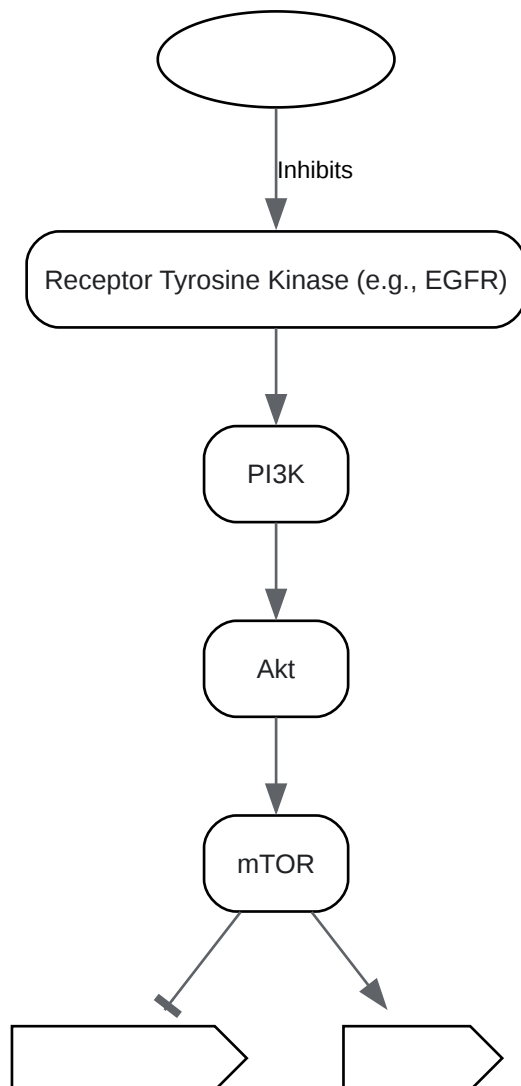 Inhibits
Receptor Tyrosine Kinase (e.g., EGFR)
PI3K
Akt
mTOR